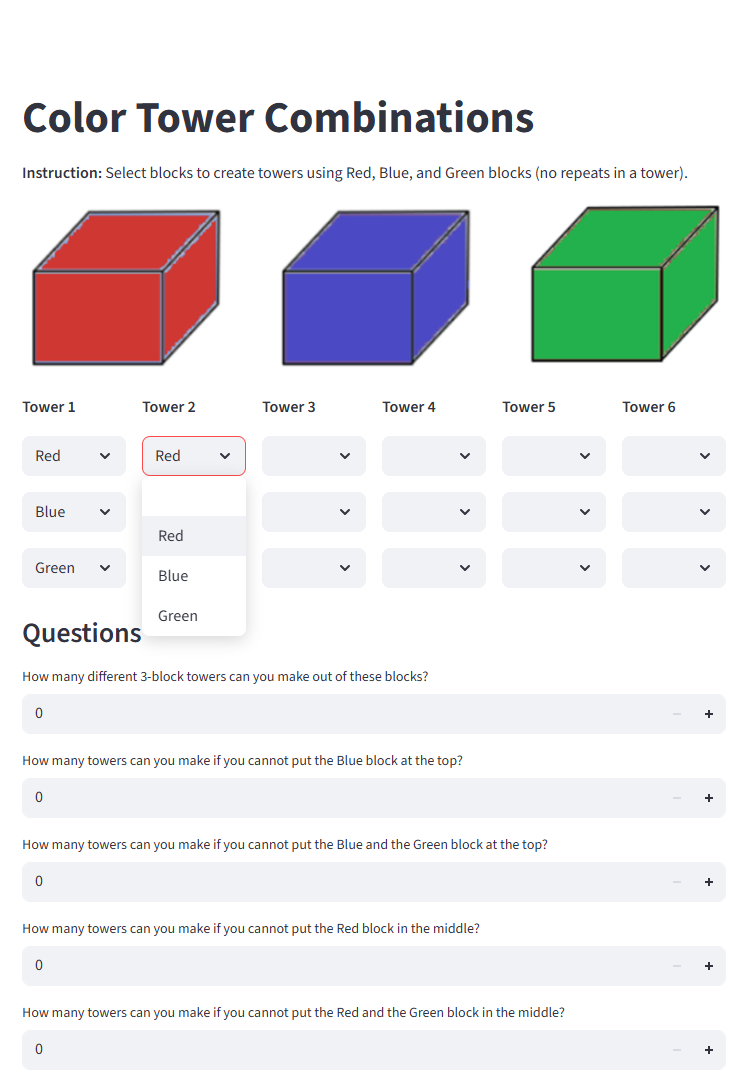 Color Tower Combinations
Instruction: Select blocks to create towers using Red, Blue, and Green blocks (no repeats in a tower).
Tower 1 Tower 2 Tower 3 Tower 4 Tower 5 Tower 6
Red Red
Blue
Red
Green
Blue
Green
Questions
How many different 3-block towers can you make out of these blocks?
0
How many towers can you make if you cannot put the Blue block at the top?
0
How many towers can you make if you cannot put the Blue and the Green block at the top?
0
How many towers can you make if you cannot put the Red block in the middle?
0
How many towers can you make if you cannot put the Red and the Green block in the middle?
0